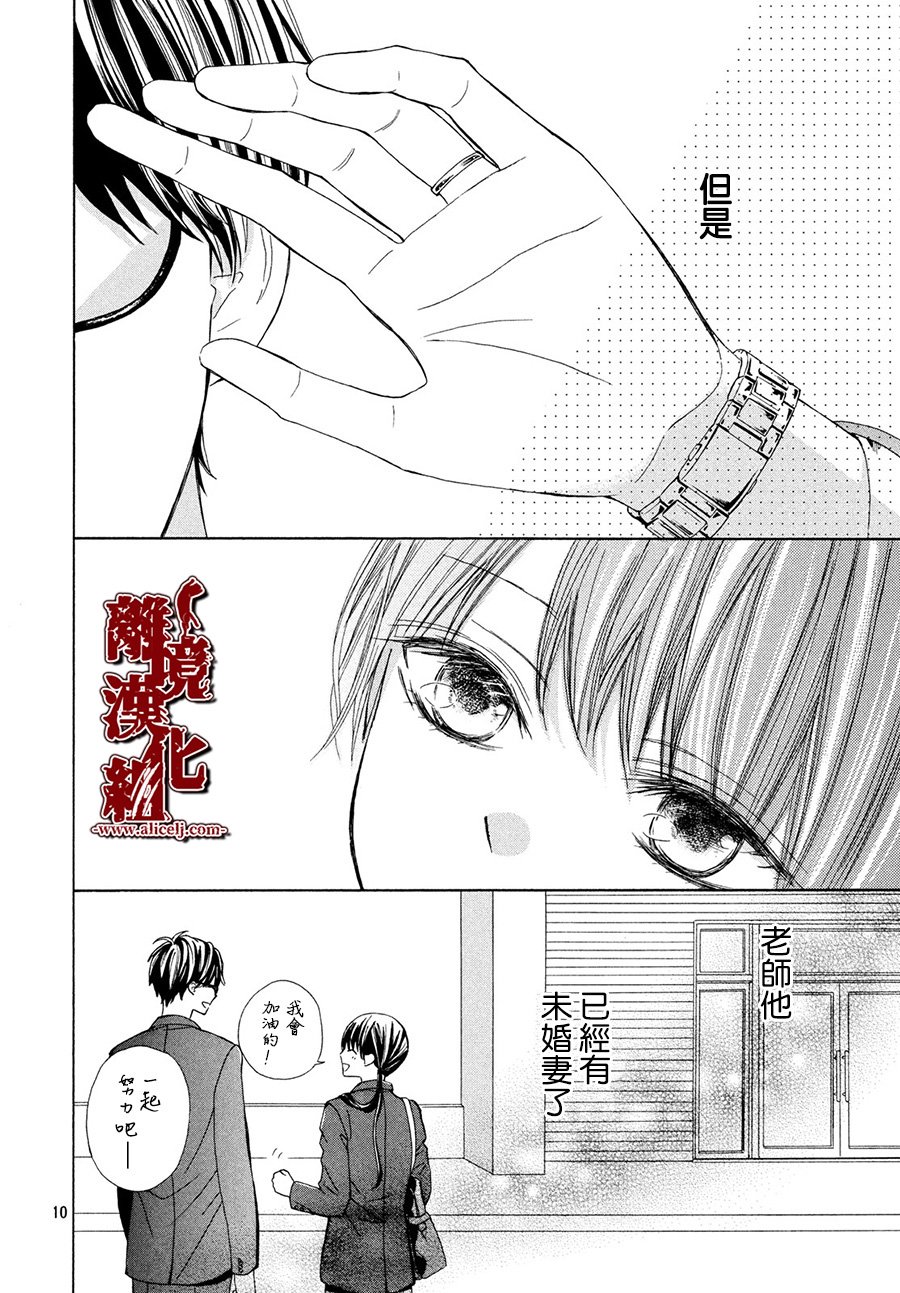 但是
離境
漢化
組
-www.alicelj.com-
老師他
已經有
未婚妻了
我會
加油的！
一起
努力吧—
10